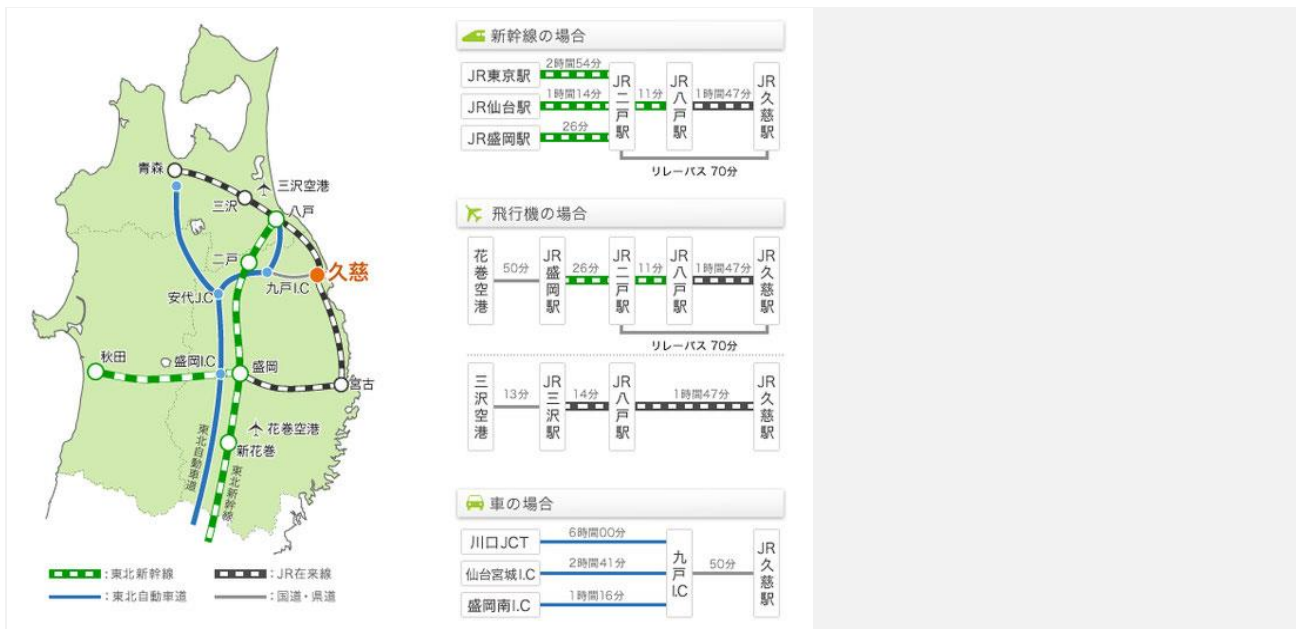 青森
三沢空港
三沢
八戸
二戸
久慈
九戸I.C
安代J.C
秋田
盛岡I.C
盛岡
宮古
花巻空港
新花巻
東北自動車道
東北新幹線
:東北新幹線
:JR在来線
:東北自動車道
:国道・県道
新幹線の場合
JR東京駅
2時間54分
JR仙台駅
1時間14分
JR盛岡駅
26分
JR二戸駅
11分
JR八戸駅
1時間47分
JR久慈駅
リレーバス 70分
飛行機の場合
花巻空港
50分
JR盛岡駅
26分
JR二戸駅
11分
JR八戸駅
1時間47分
JR久慈駅
リレーバス 70分
三沢空港
13分
JR三沢駅
14分
JR八戸駅
1時間47分
JR久慈駅
車の場合
川口JCT
6時間00分
仙台宮城I.C
2時間41分
盛岡南I.C
1時間16分
九戸I.C
50分
JR久慈駅